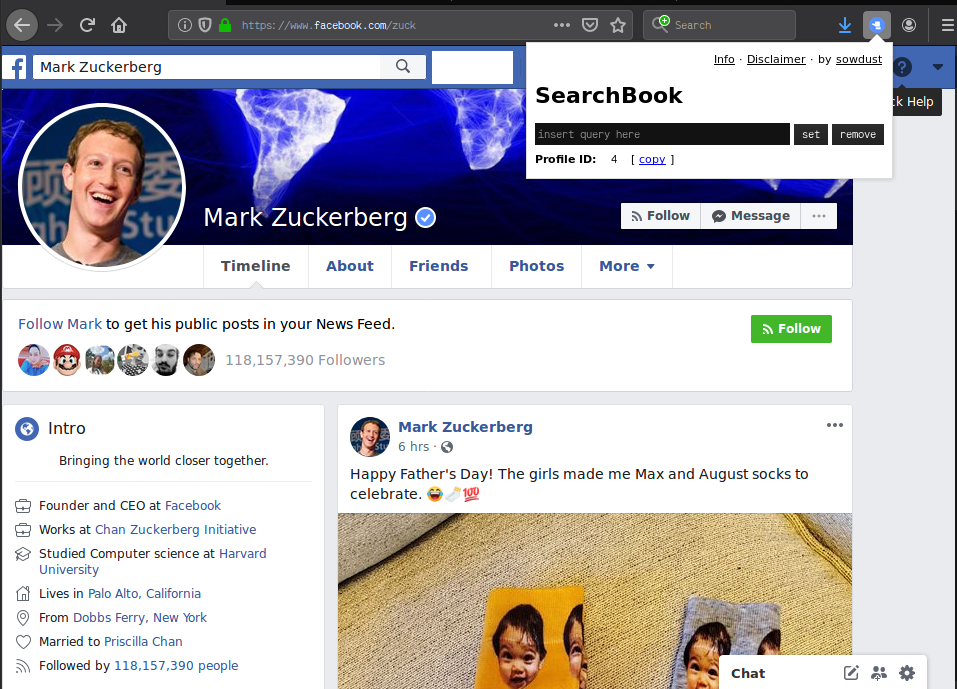 https://www.facebook.com/zuck
Search
f
Mark Zuckerberg
?
ck Help
Info · Disclaimer · by sowdust
SearchBook
insert query here
set
remove
Profile ID: 4 [ copy ]
Mark Zuckerberg
Follow
Message
Timeline
About
Friends
Photos
More
Follow Mark to get his public posts in your News Feed.
Follow
118,157,390 Followers
Intro
Bringing the world closer together.
Founder and CEO at Facebook
Works at Chan Zuckerberg Initiative
Studied Computer science at Harvard
University
Lives in Palo Alto, California
From Dobbs Ferry, New York
Married to Priscilla Chan
Followed by 118,157,390 people
Mark Zuckerberg
6 hrs ·
Happy Father's Day! The girls made me Max and August socks to
celebrate. 😂🧦💯
Chat